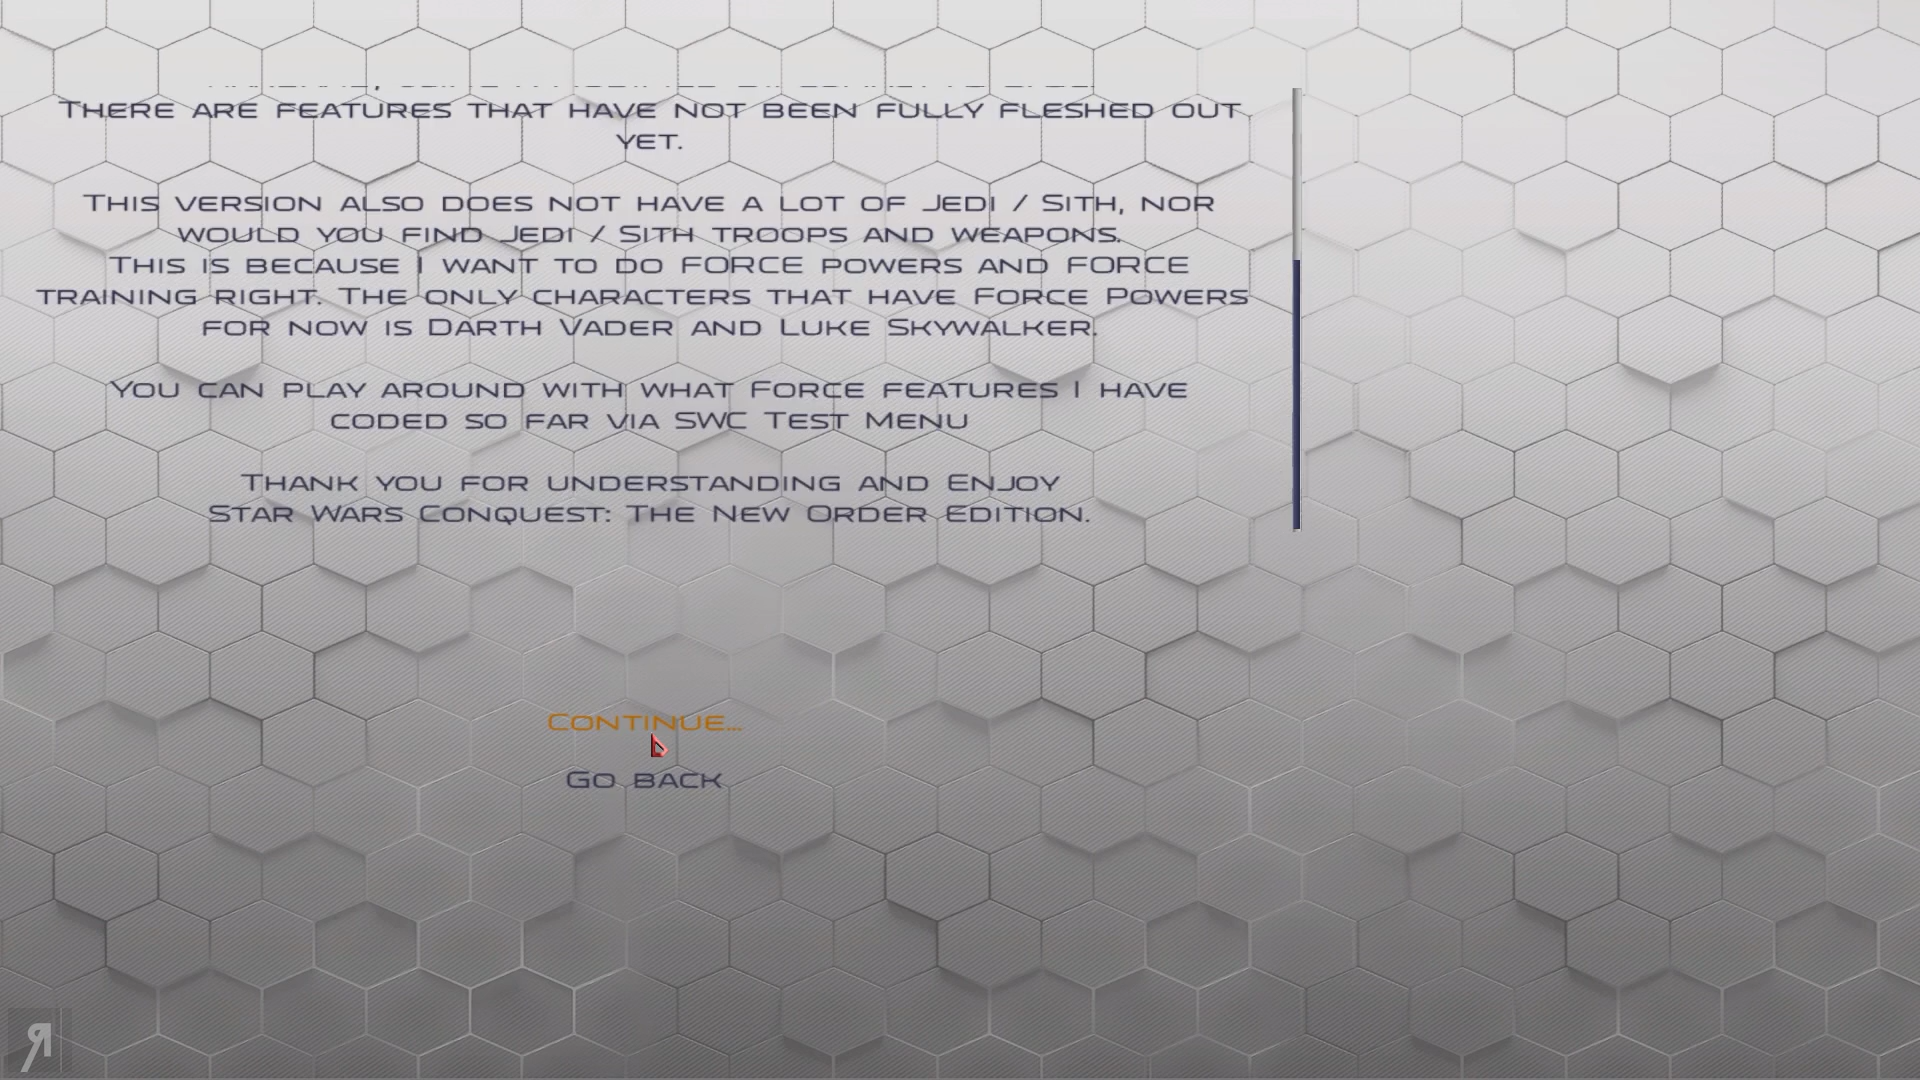 There are features that have not been fully fleshed out
yet.
This version also does not have a lot of Jedi / Sith, nor
would you find Jedi / Sith troops and weapons.
This is because I want to do FORCE powers and FORCE
training right. The only characters that have Force Powers
for now is Darth Vader and Luke Skywalker.
You can play around with what Force features I have
coded so far via SWC Test Menu
Thank you for understanding and Enjoy
Star Wars Conquest: The New Order Edition.
Continue...
Go back